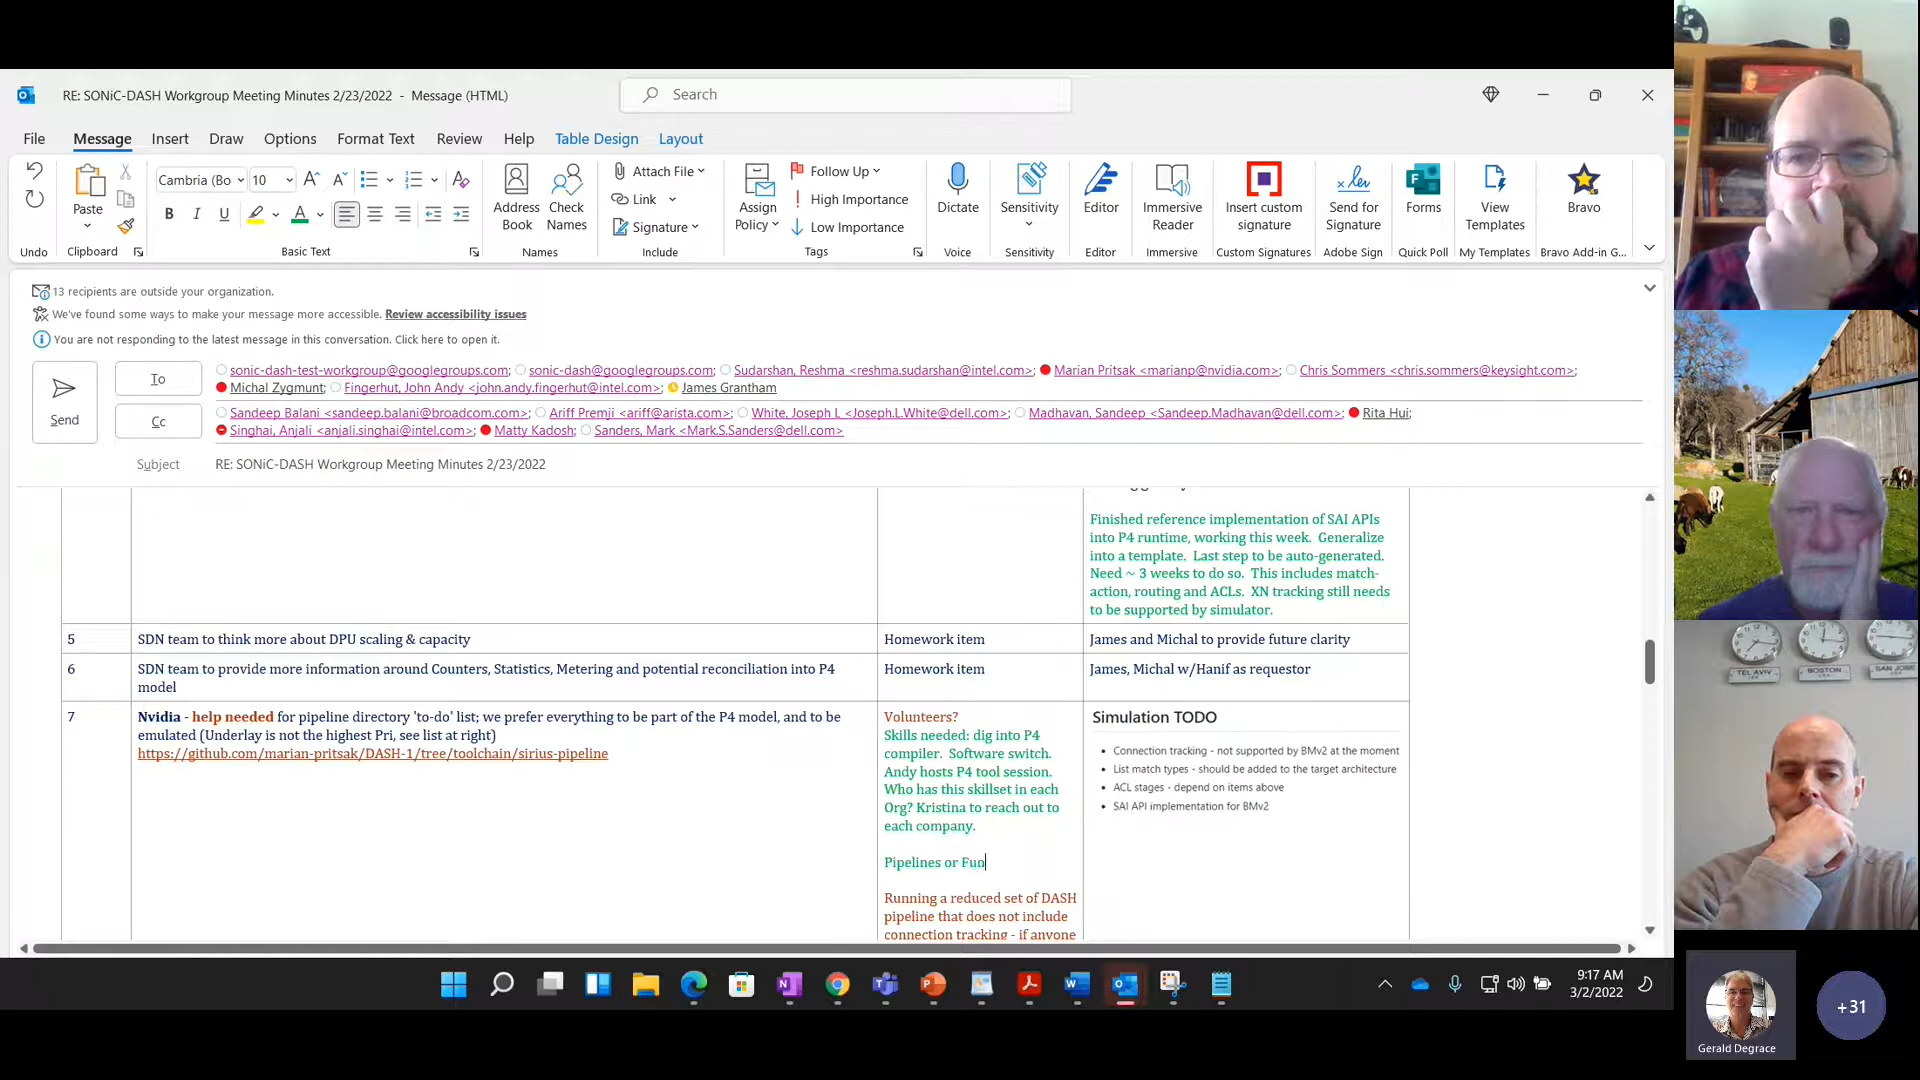 RE: SONiC-DASH Workgroup Meeting Minutes 2/23/2022 - Message (HTML)
Search
File Message Insert Draw Options Format Text Review Help Table Design Layout
Undo
Paste
Clipboard
Cambria (Bo 10
B I U A
Basic Text
Address Book
Check Names
Names
Attach File
Link
Signature
Include
Assign Policy
Follow Up
High Importance
Low Importance
Tags
Dictate
Voice
Sensitivity
Sensitivity
Editor
Editor
Immersive Reader
Immersive
Insert custom signature
Custom Signatures
Send for Signature
Adobe Sign
Forms
Quick Poll
View Templates
My Templates
Bravo
Bravo Add-in G...
13 recipients are outside your organization.
We've found some ways to make your message more accessible. Review accessibility issues
You are not responding to the latest message in this conversation. Click here to open it.
Send
To
sonic-dash-test-workgroup@googlegroups.com; sonic-dash@googlegroups.com; Sudarshan, Reshma <reshma.sudarshan@intel.com>; Marian Pritsak <marianp@nvidia.com>; Chris Sommers <chris.sommers@keysight.com>;
Michal Zygmunt; Fingerhut, John Andy <john.andy.fingerhut@intel.com>; James Grantham
Cc
Sandeep Balani <sandeep.balani@broadcom.com>; Ariff Premji <ariff@arista.com>; White, Joseph L <Joseph.L.White@dell.com>; Madhavan, Sandeep <Sandeep.Madhavan@dell.com>; Rita Hui;
Singhai, Anjali <anjali.singhai@intel.com>; Matty Kadosh; Sanders, Mark <Mark.S.Sanders@dell.com>
Subject
RE: SONiC-DASH Workgroup Meeting Minutes 2/23/2022
Finished reference implementation of SAI APIs
into P4 runtime, working this week. Generalize
into a template. Last step to be auto-generated.
Need ~ 3 weeks to do so. This includes match-
action, routing and ACLs. XN tracking still needs
to be supported by simulator.
5 SDN team to think more about DPU scaling & capacity Homework item James and Michal to provide future clarity
6 SDN team to provide more information around Counters, Statistics, Metering and potential reconciliation into P4 Homework item James, Michal w/Hanif as requestor
model
7 Nvidia - help needed for pipeline directory 'to-do' list; we prefer everything to be part of the P4 model, and to be
emulated (Underlay is not the highest Pri, see list at right)
https://github.com/marian-pritsak/DASH-1/tree/toolchain/sirius-pipeline
Volunteers?
Skills needed: dig into P4
compiler. Software switch.
Andy hosts P4 tool session.
Who has this skillset in each
Org? Kristina to reach out to
each company.
Pipelines or Fun
Running a reduced set of DASH
pipeline that does not include
connection tracking - if anyone
Simulation TODO
• Connection tracking - not supported by BMv2 at the moment
• List match types - should be added to the target architecture
• ACL stages - depend on items above
• SAI API implementation for BMv2
9:17 AM
3/2/2022
TEL AVIV
BOSTON
SAN JOSE
Gerald Degrace
+31